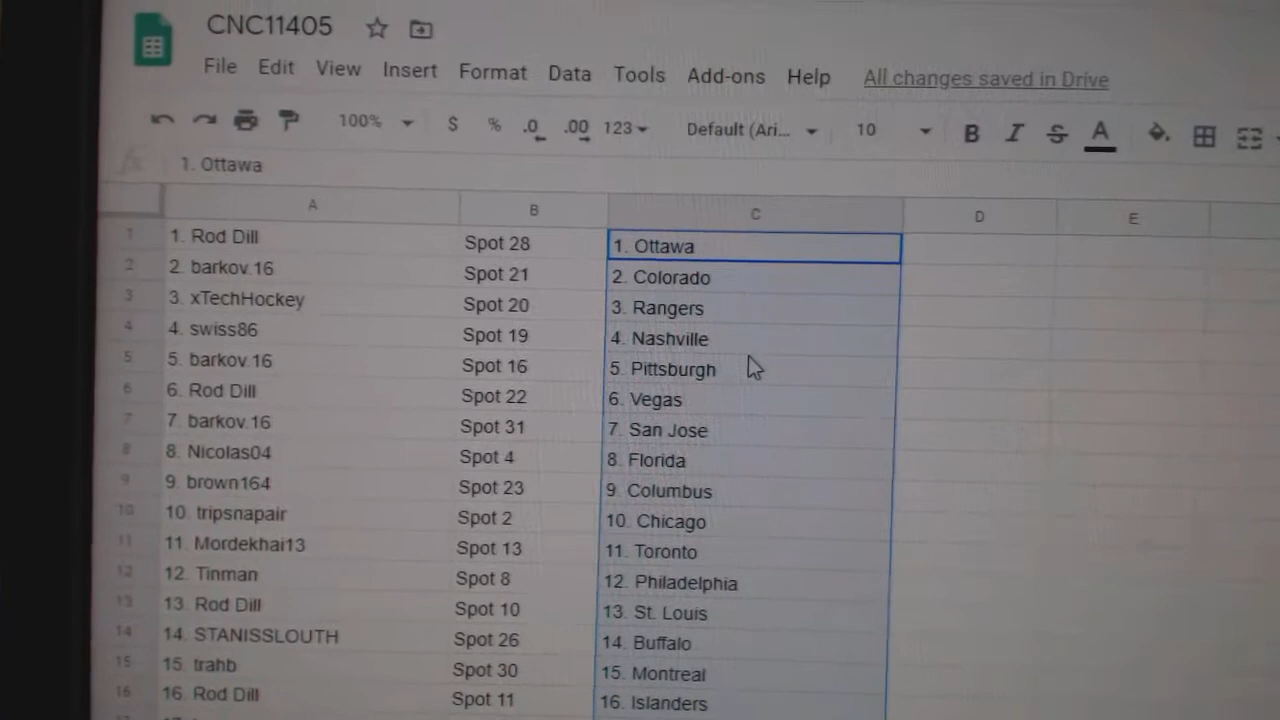 CNC11405
File Edit View Insert Format Data Tools Add-ons Help All changes saved in Drive
100% $ % .0 .00 123 Default (Ari... 10 B I S A
fx 1. Ottawa
A B C D E
1 1. Rod Dill Spot 28 1. Ottawa
2 2. barkov.16 Spot 21 2. Colorado
3 3. xTechHockey Spot 20 3. Rangers
4 4. swiss86 Spot 19 4. Nashville
5 5. barkov.16 Spot 16 5. Pittsburgh
6 6. Rod Dill Spot 22 6. Vegas
7 7. barkov.16 Spot 31 7. San Jose
8 8. Nicolas04 Spot 4 8. Florida
9 9. brown164 Spot 23 9. Columbus
10 10. tripsnapair Spot 2 10. Chicago
11 11. Mordekhai13 Spot 13 11. Toronto
12 12. Tinman Spot 8 12. Philadelphia
13 13. Rod Dill Spot 10 13. St. Louis
14 14. STANISSLOUTH Spot 26 14. Buffalo
15 15. trahb Spot 30 15. Montreal
16 16. Rod Dill Spot 11 16. Islanders